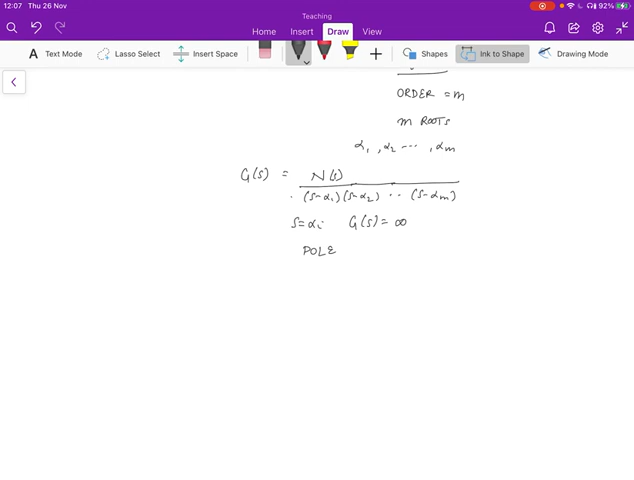 12:07 Thu 26 Nov
92%
Teaching
Home Insert Draw View
A Text Mode Lasso Select Insert Space Shapes Ink to Shape Drawing Mode
ORDER = m
m ROOTS
α₁, α₂ ..., αm
G(s) = N(s)
(s-α₁)(s-α₂) .. (s-αm)
s=αᵢ G(s) = ∞
POLE